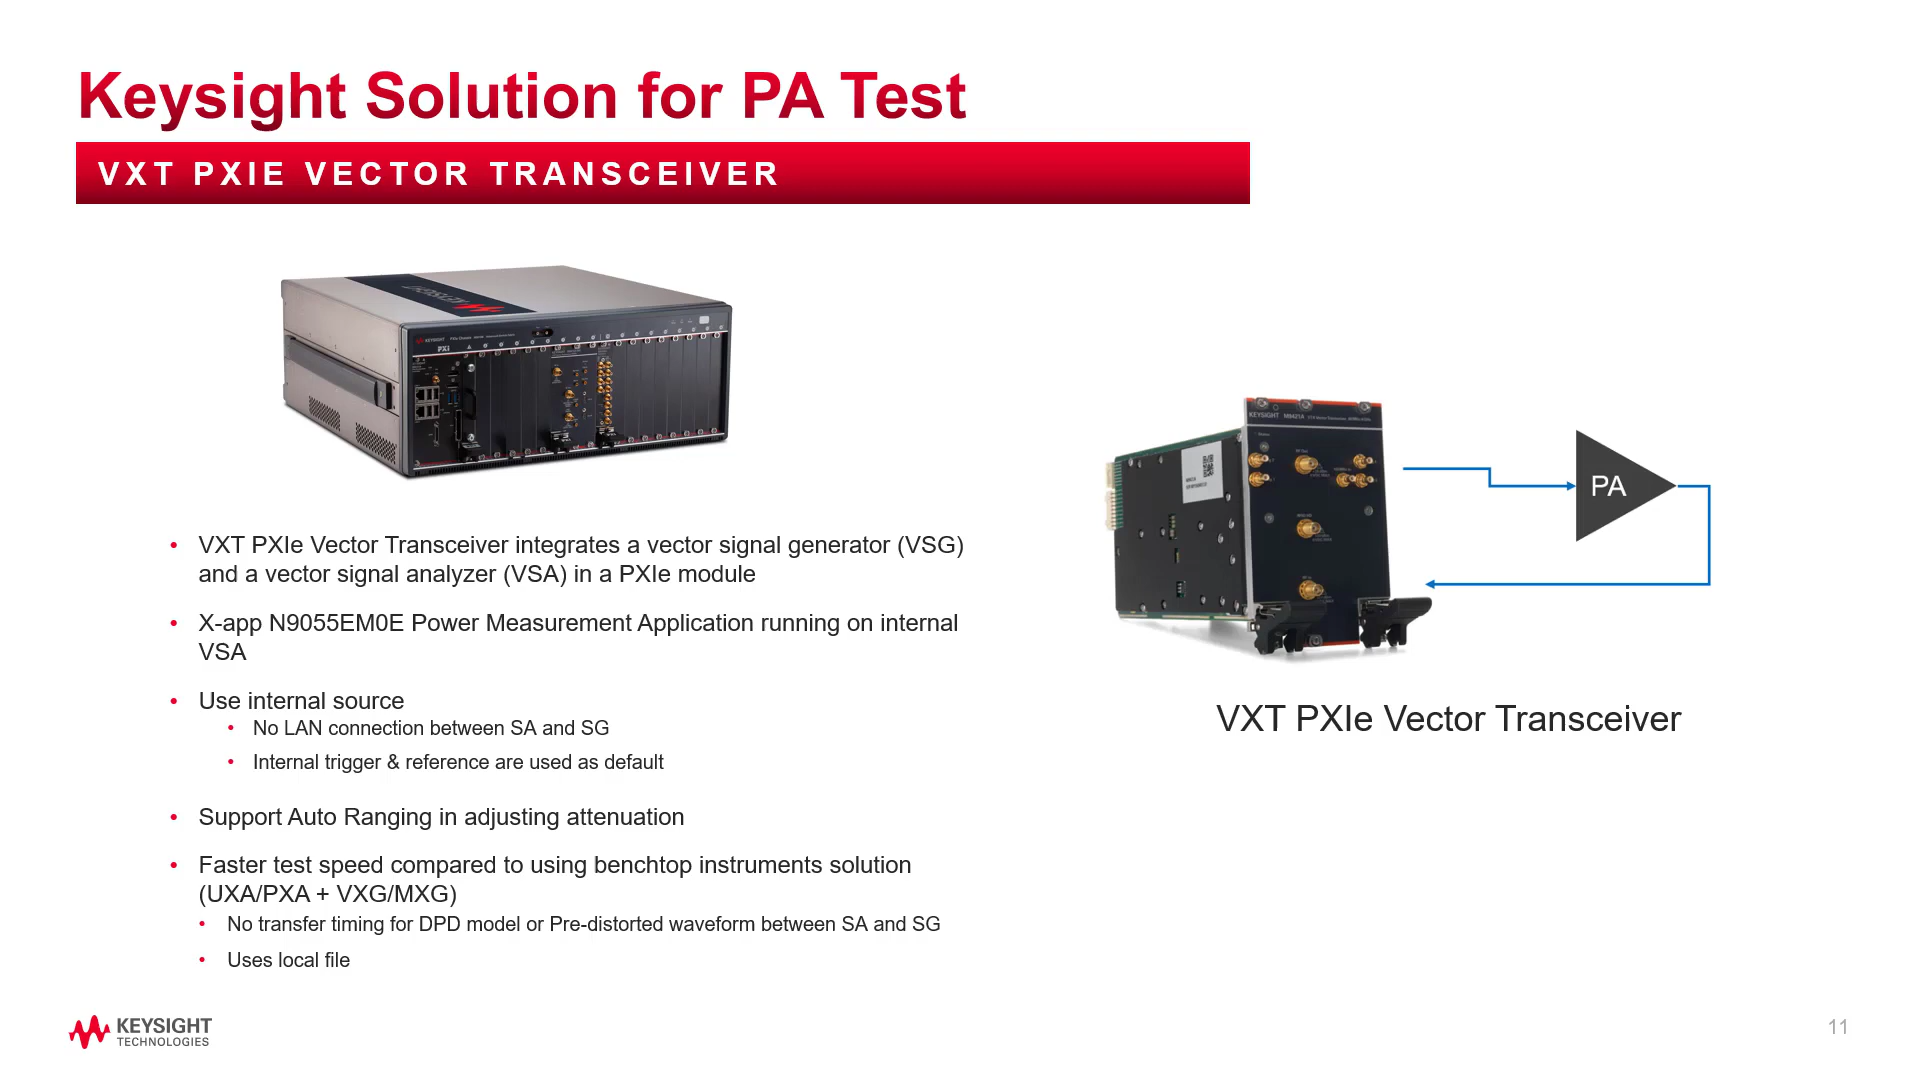 Keysight Solution for PA Test
VXT PXIE VECTOR TRANSCEIVER
KEYSIGHT
KEYSIGHT
PXI
• VXT PXIe Vector Transceiver integrates a vector signal generator (VSG)
and a vector signal analyzer (VSA) in a PXIe module
• X-app N9055EM0E Power Measurement Application running on internal
VSA
• Use internal source
• No LAN connection between SA and SG
• Internal trigger & reference are used as default
• Support Auto Ranging in adjusting attenuation
• Faster test speed compared to using benchtop instruments solution
(UXA/PXA + VXG/MXG)
• No transfer timing for DPD model or Pre-distorted waveform between SA and SG
• Uses local file
KEYSIGHT M9421A
PA
VXT PXIe Vector Transceiver
KEYSIGHT
TECHNOLOGIES
11